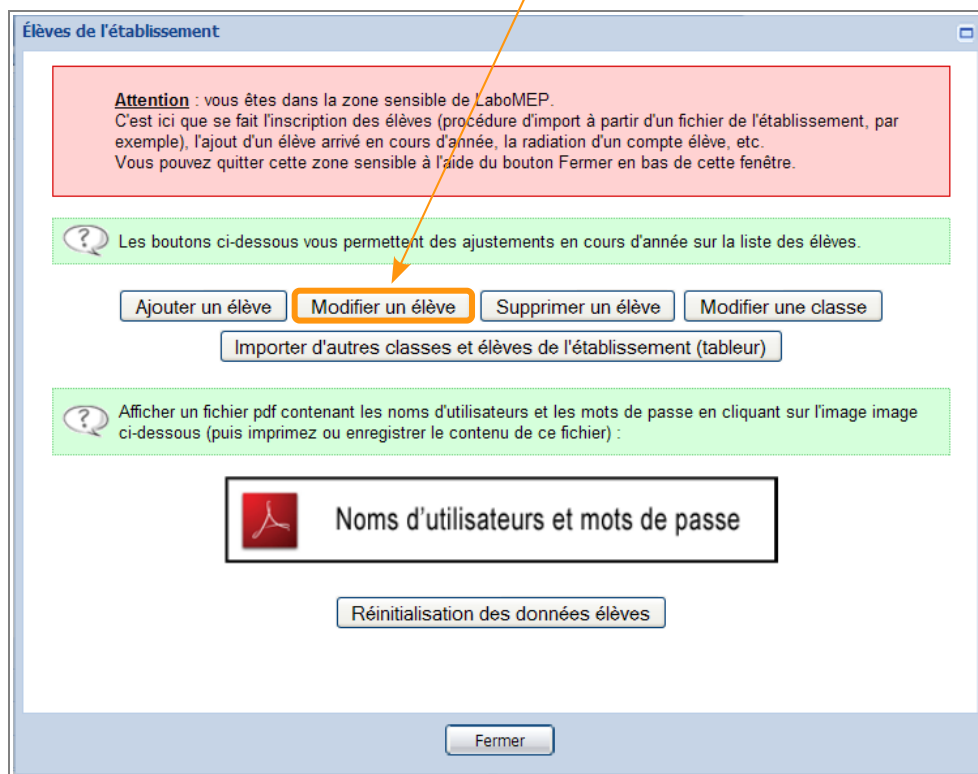 Élèves de l'établissement
Attention : vous êtes dans la zone sensible de LaboMEP.
C'est ici que se fait l'inscription des élèves (procédure d'import à partir d'un fichier de l'établissement, par
exemple), l'ajout d'un élève arrivé en cours d'année, la radiation d'un compte élève, etc.
Vous pouvez quitter cette zone sensible à l'aide du bouton Fermer en bas de cette fenêtre.
Les boutons ci-dessous vous permettent des ajustements en cours d'année sur la liste des élèves.
Ajouter un élève Modifier un élève Supprimer un élève Modifier une classe
Importer d'autres classes et élèves de l'établissement (tableur)
Afficher un fichier pdf contenant les noms d'utilisateurs et les mots de passe en cliquant sur l'image image
ci-dessous (puis imprimez ou enregistrer le contenu de ce fichier) :
Noms d'utilisateurs et mots de passe
Réinitialisation des données élèves
Fermer